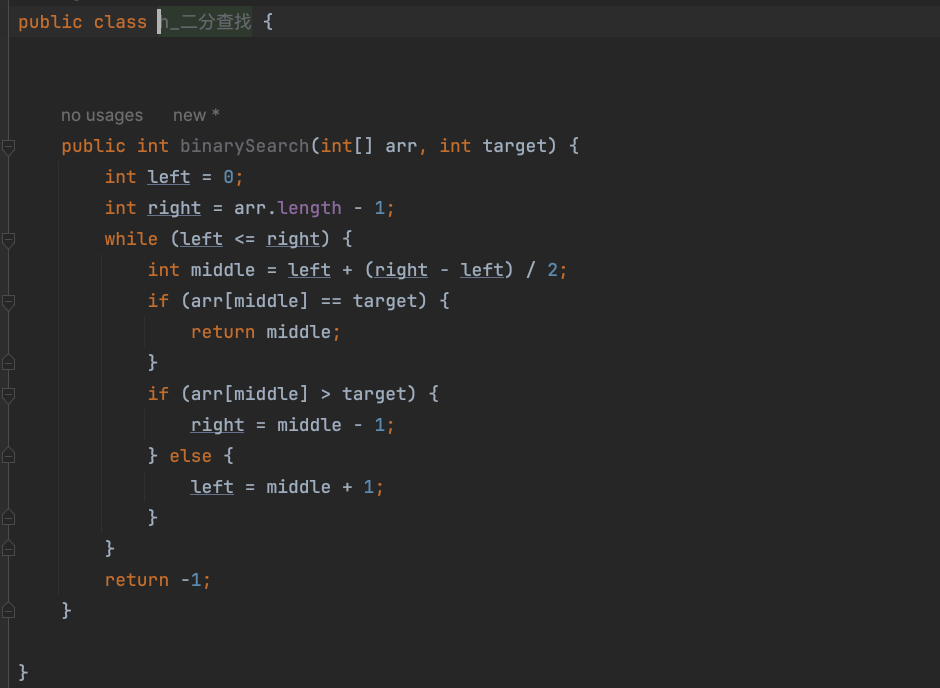 public class h_二分查找 {
no usages new *
public int binarySearch(int[] arr, int target) {
int left = 0;
int right = arr.length - 1;
while (left <= right) {
int middle = left + (right - left) / 2;
if (arr[middle] == target) {
return middle;
}
if (arr[middle] > target) {
right = middle - 1;
} else {
left = middle + 1;
}
}
return -1;
}
}